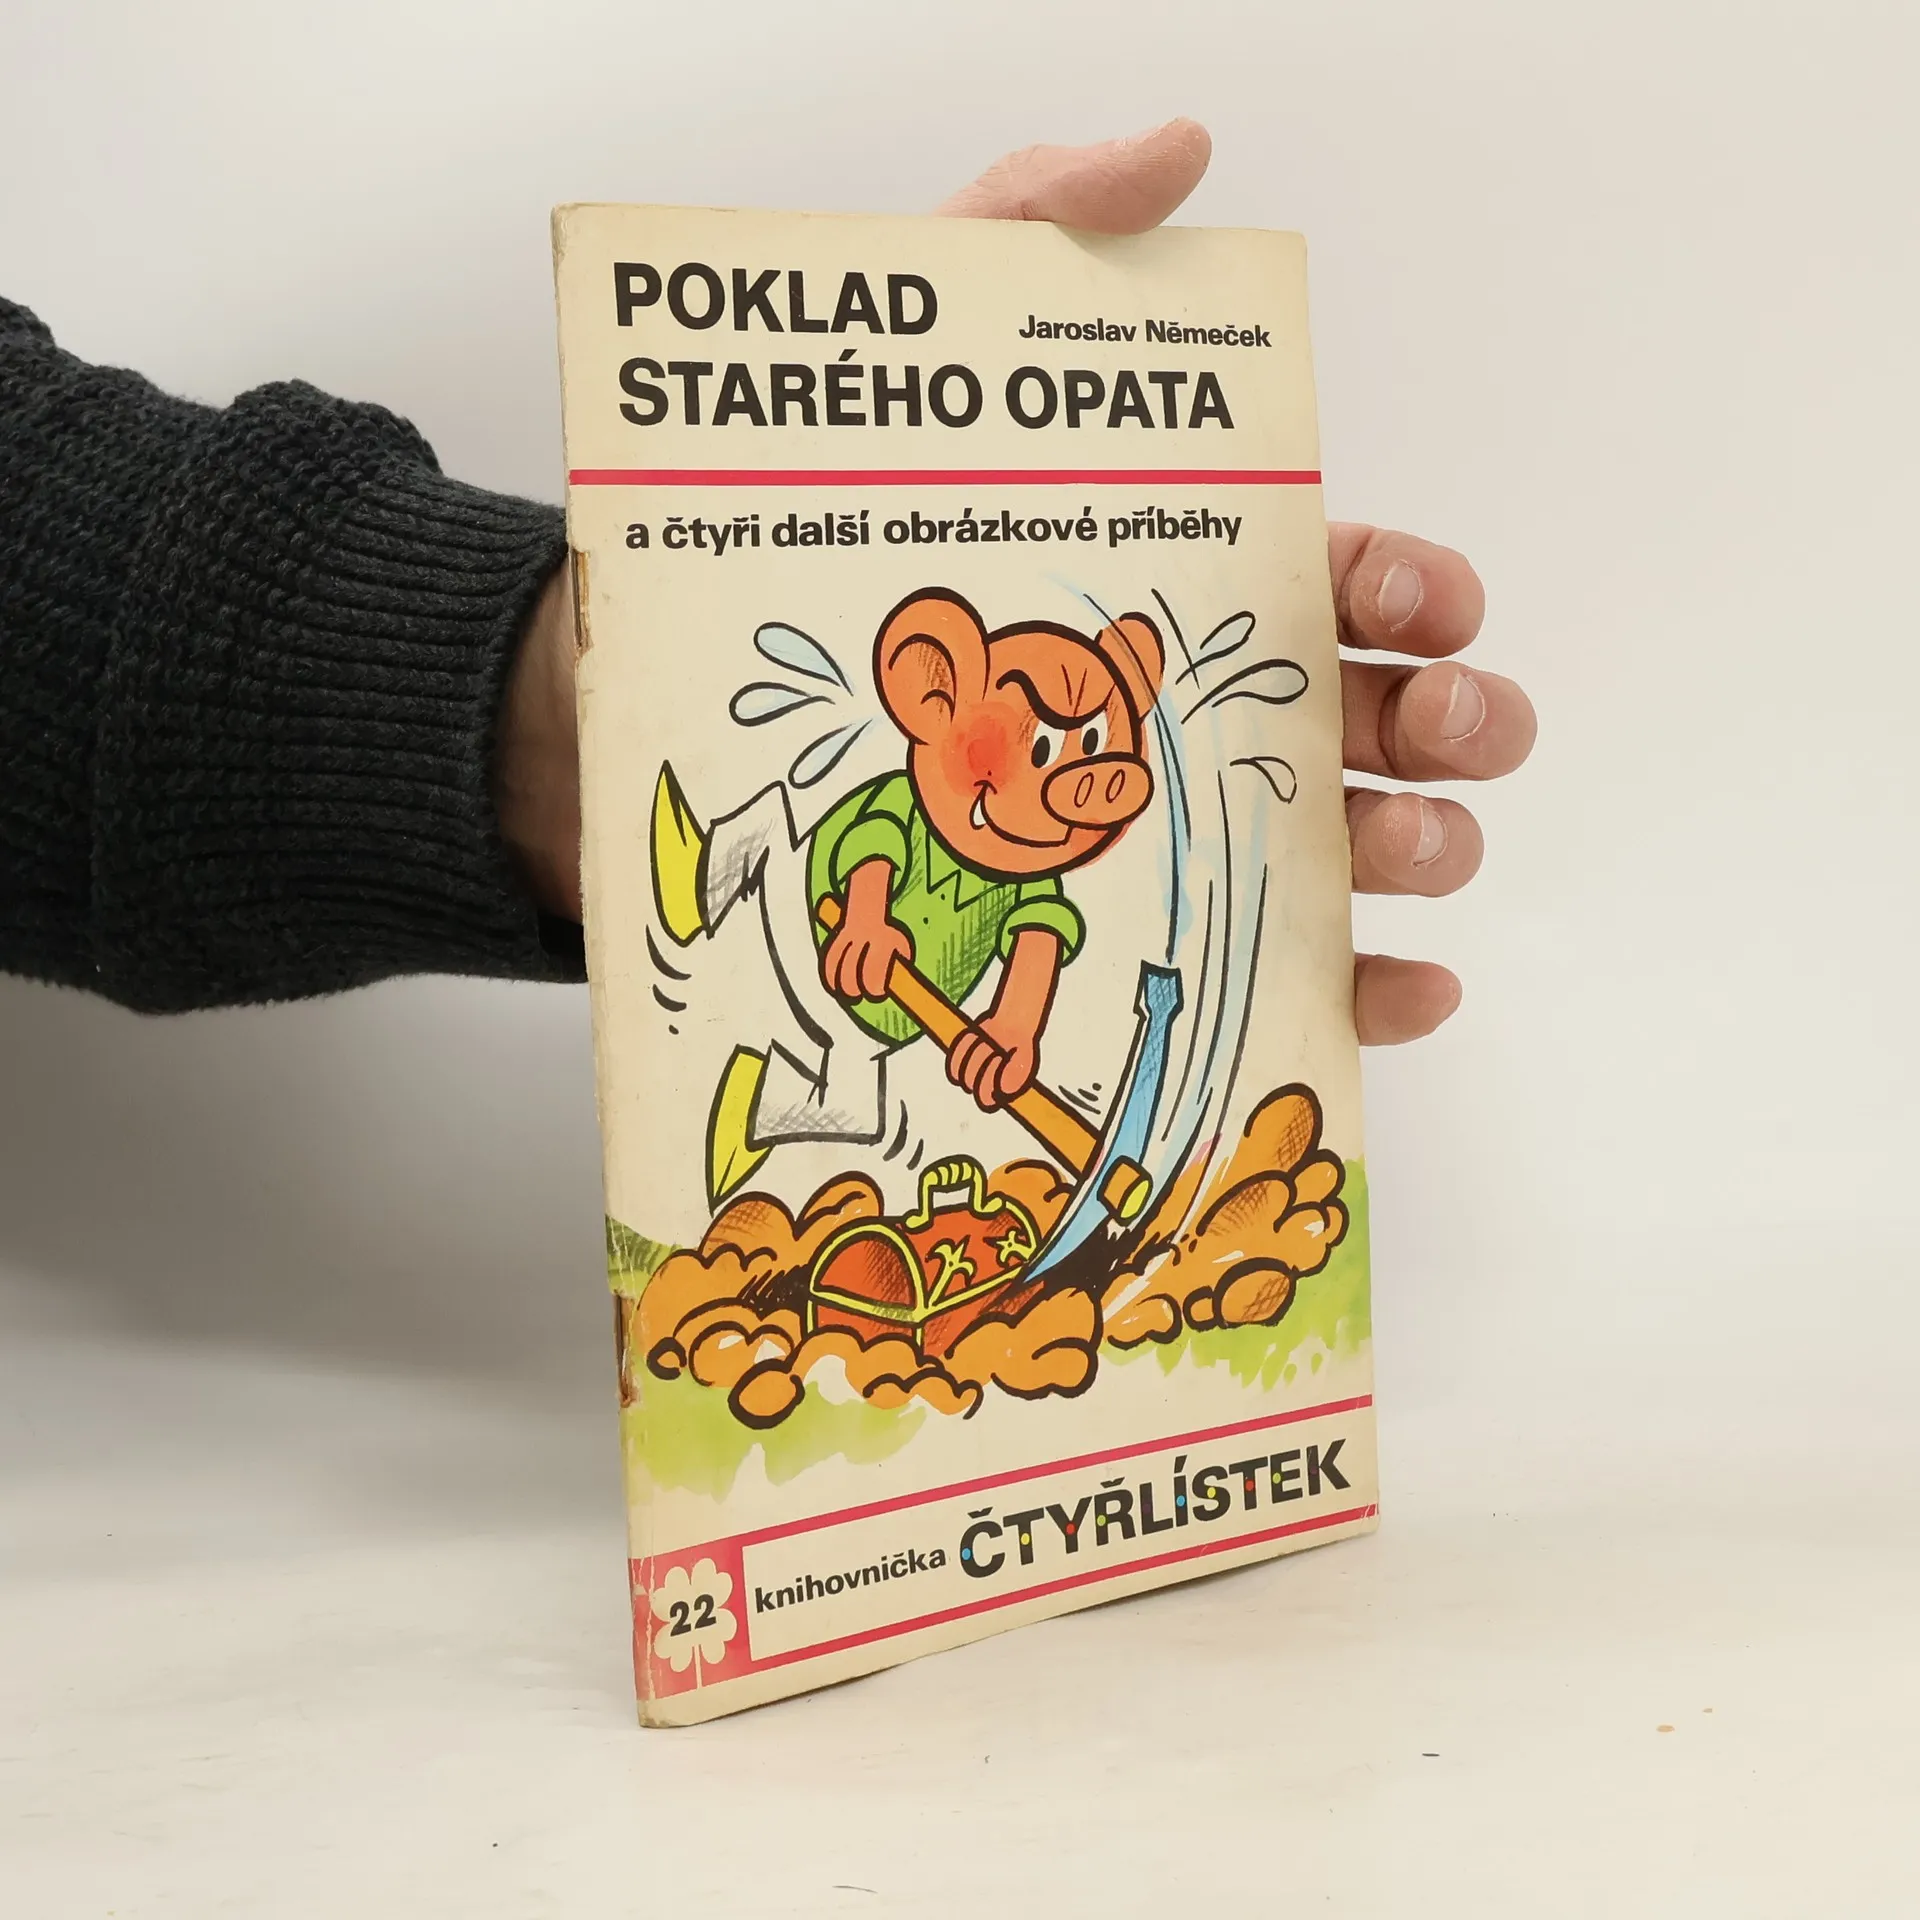 POKLAD
Jaroslav Němeček
STARÉHO OPATA
a čtyři další obrázkové příběhy
22
knihovnička ČTYŘLÍSTEK